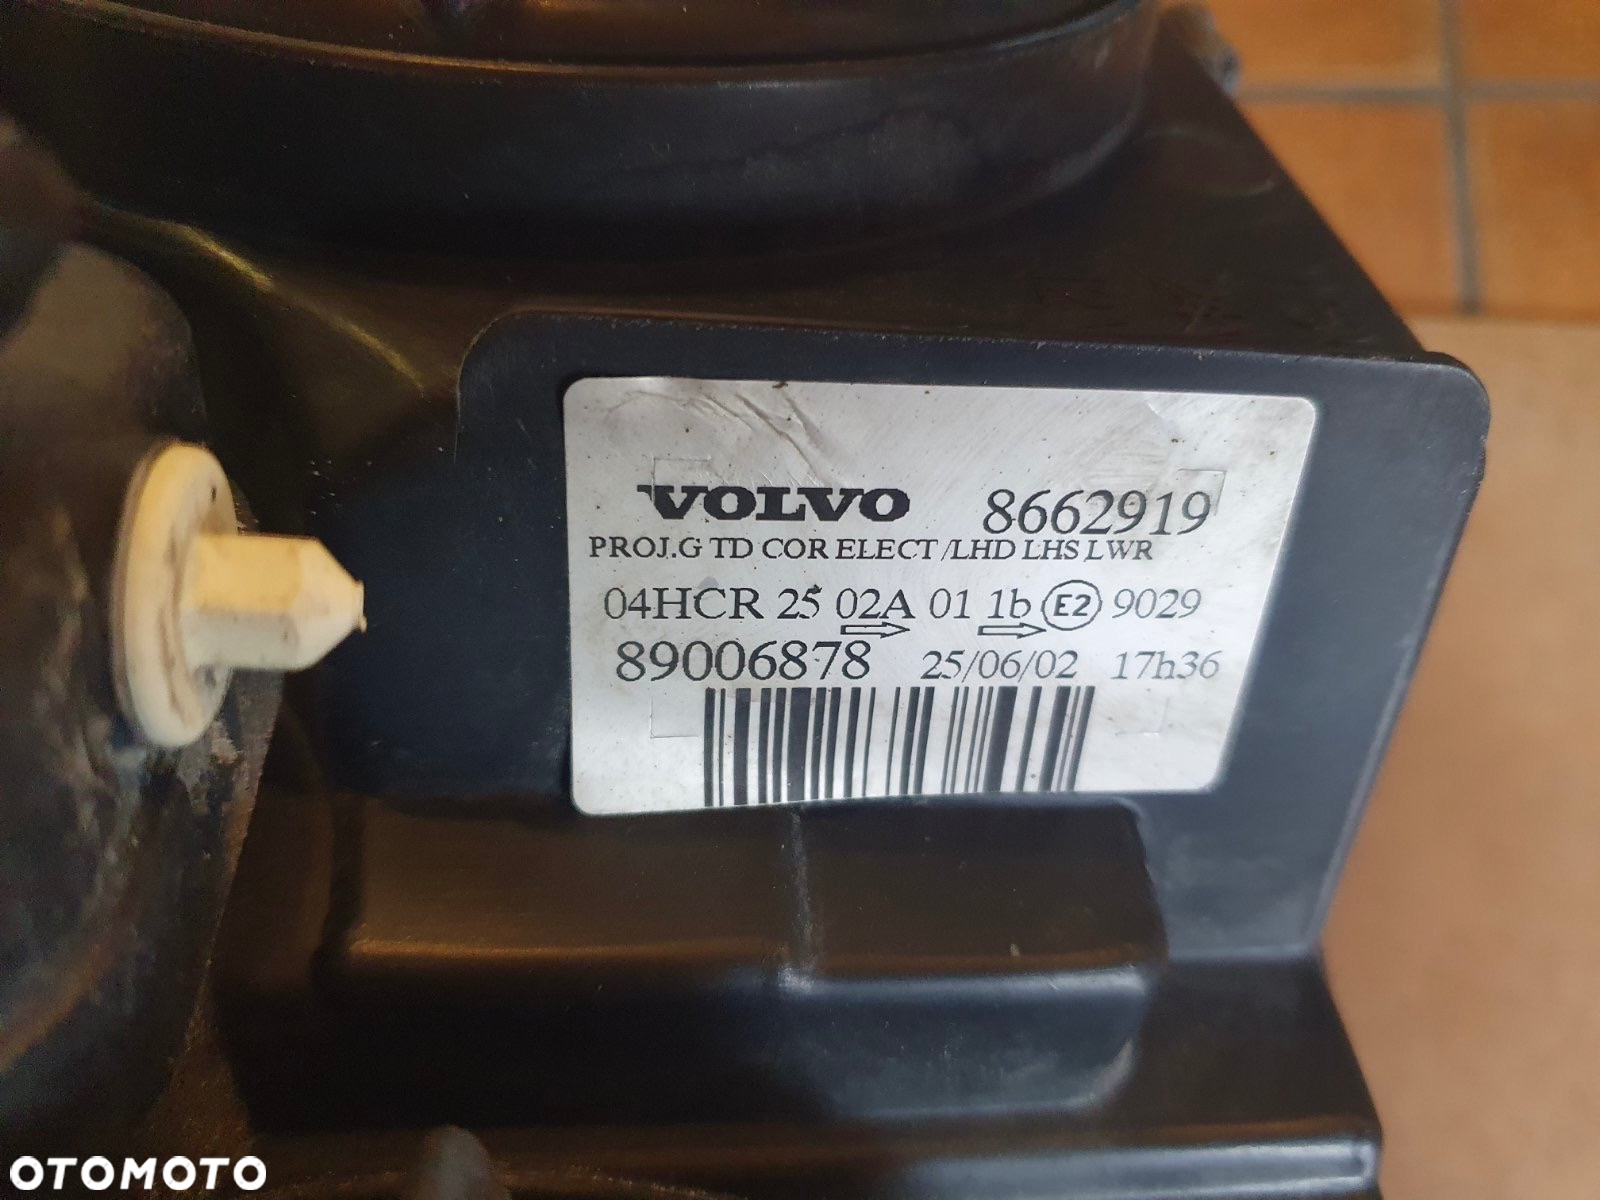 VOLVO 8662919
PROJ.G TD COR ELECT /LHD LHS LWR
04HCR 25 02A 01 1b E2 9029
89006878 25/06/02 17h36
OTOMOTO